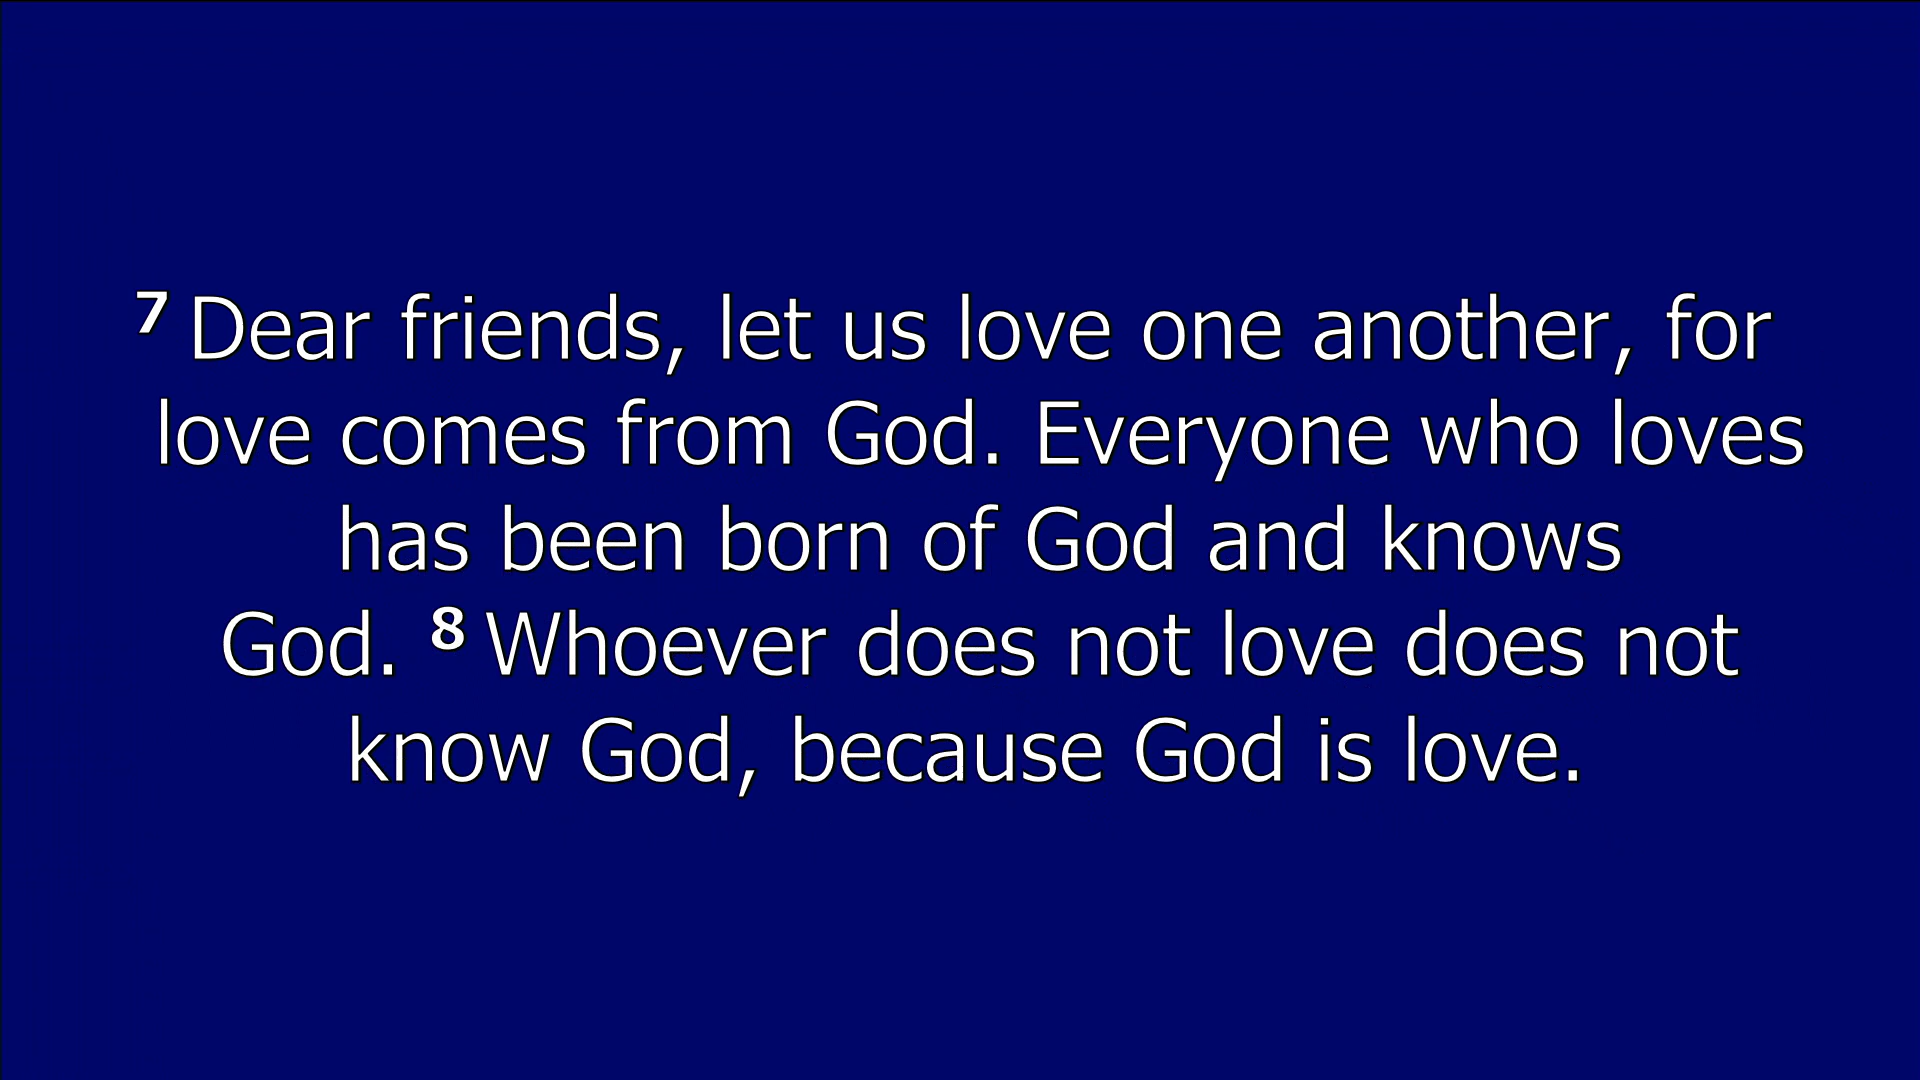 7 Dear friends, let us love one another, for
love comes from God. Everyone who loves
has been born of God and knows
God. 8 Whoever does not love does not
know God, because God is love.